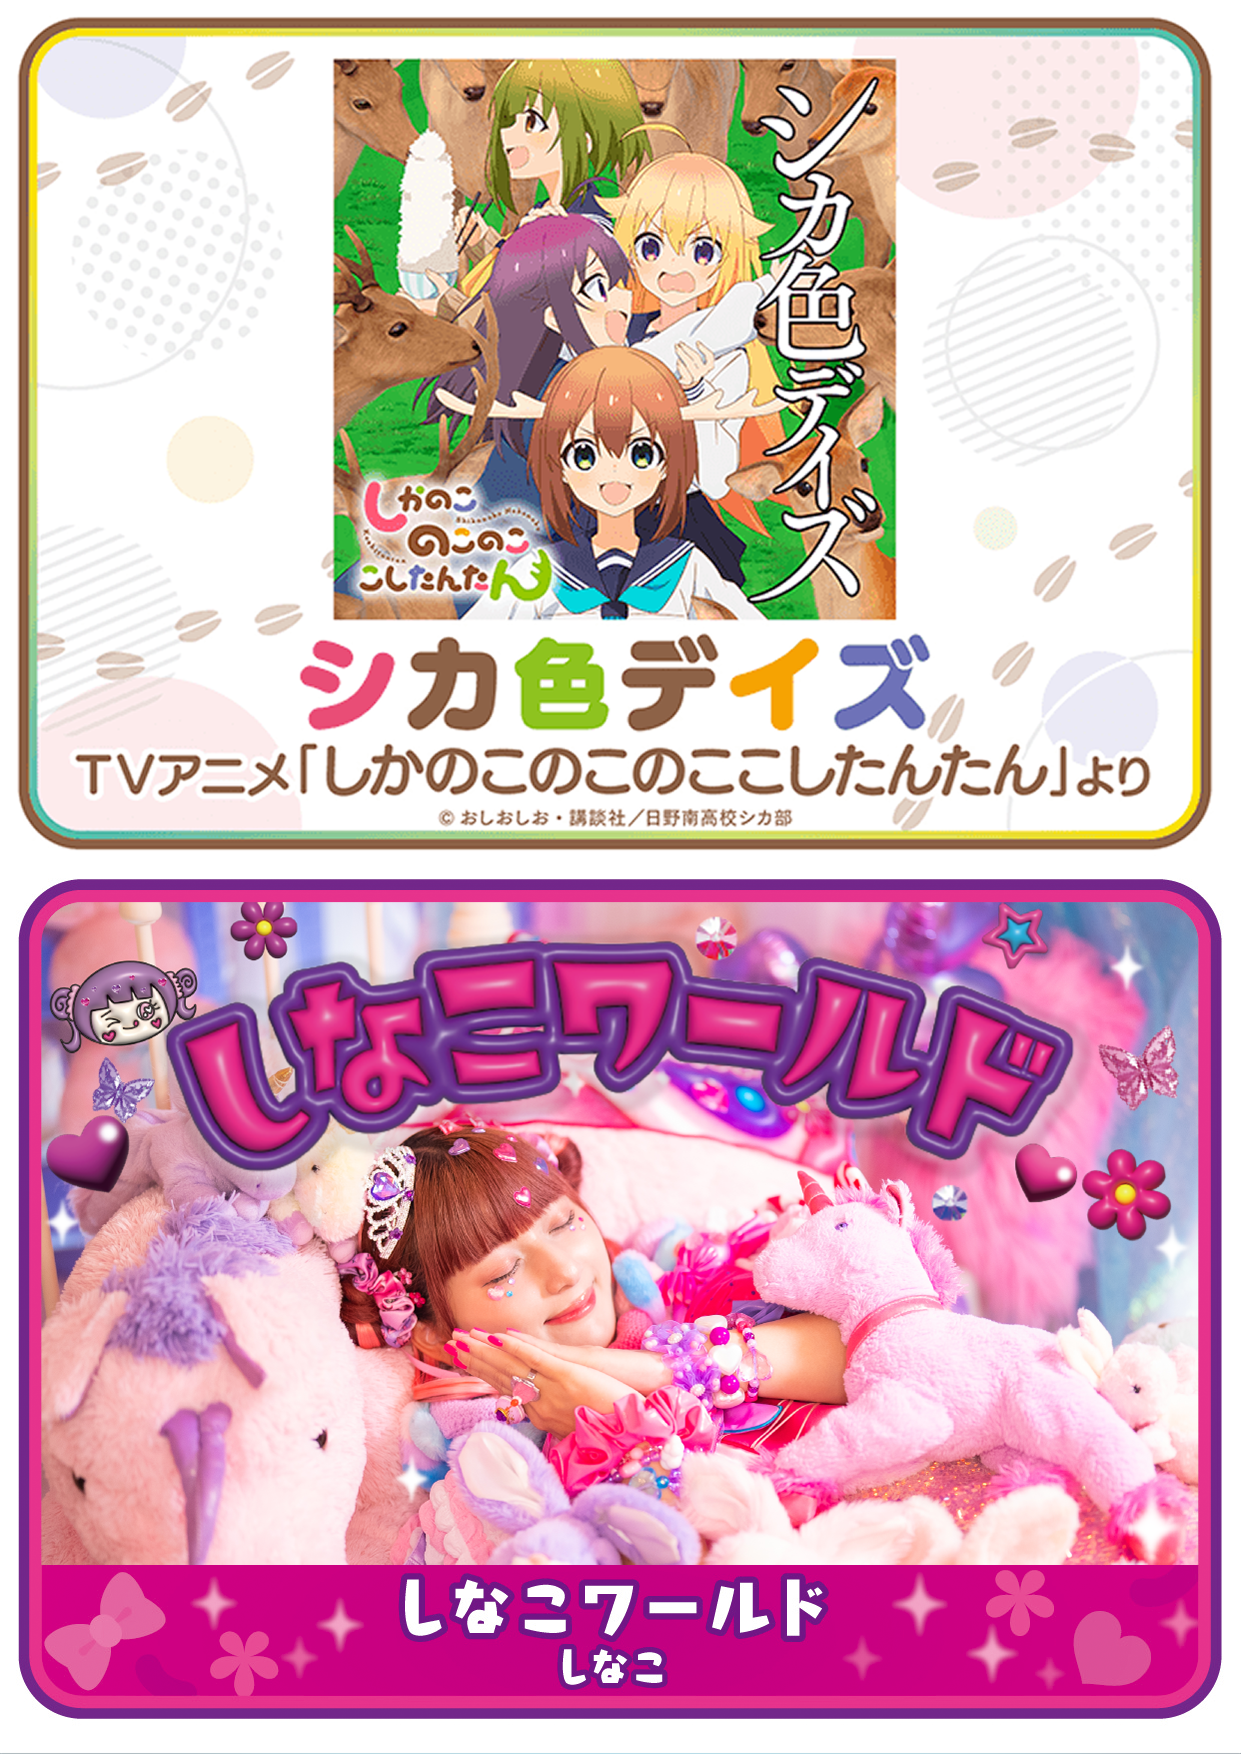 シカ色デイズ
しかのこ
のこのこ
こしたんたん
Shikanoko Nokonoko
Koshitantan
シカ色デイズ
TVアニメ「しかのこのこのここしたんたん」より
© おしおしお・講談社／日野南高校シカ部
しなこワールド
しなこワールド
しなこ